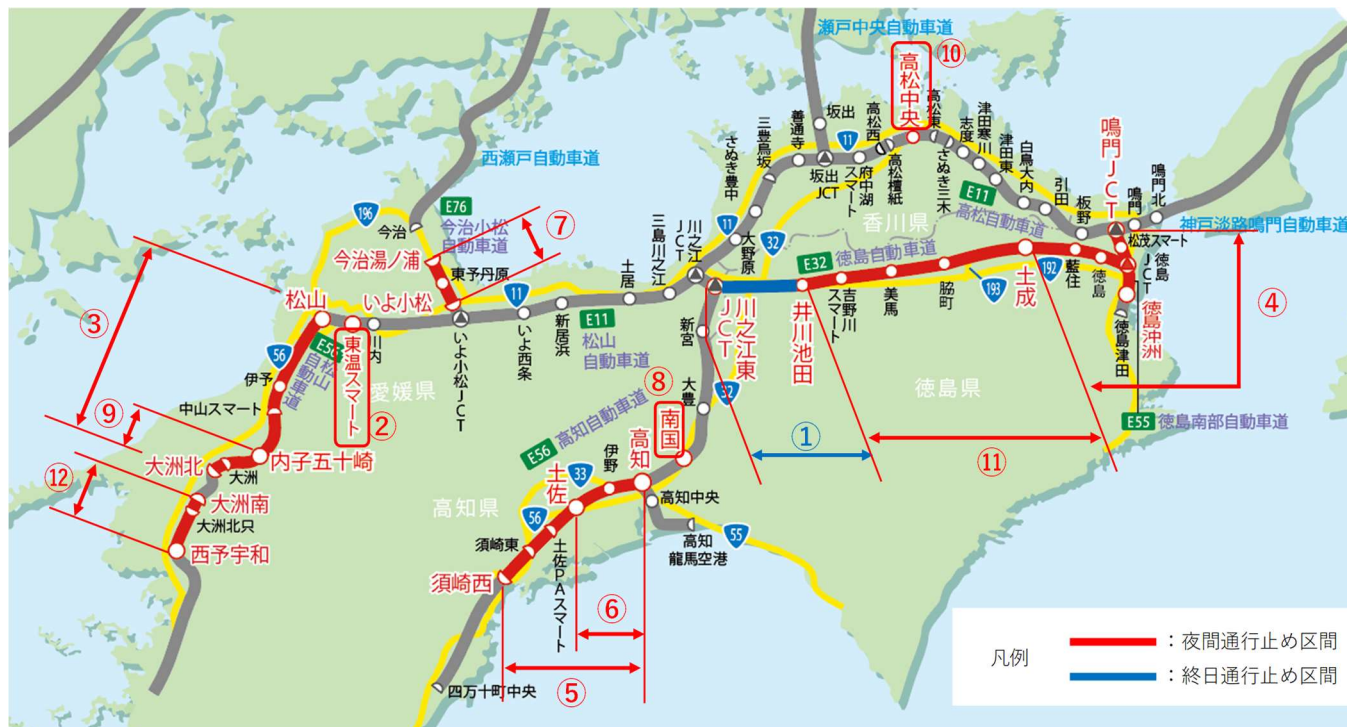 瀬戸中央自動車道
西瀬戸自動車道
神戸淡路鳴門自動車道
⑩
高松中央
坂出
善通寺
三豊鳥坂
さぬき豊中
大野原
坂出
JCT
11
府中湖
スマート
高松西
高松檀紙
高松東
さぬき三木
志度
津田寒川
津田東
白鳥大内
引田
板野
鳴門JCT
鳴門
鳴門北
松茂スマート
徳島
JCT
徳島沖洲
徳島津田
徳島
藍住
土成
脇町
美馬
吉野川
スマート
井川池田
川之江東
JCT
E11
高松自動車道
香川県
E32
徳島自動車道
192
193
32
11
徳島県
E55
徳島南部自動車道
④
⑪
①
川之江
JCT
三島川之江
土居
新居浜
いよ西条
いよ小松JCT
いよ小松
東予丹原
今治湯ノ浦
今治
E76
今治小松
自動車道
196
⑦
11
E11
松山
自動車道
新宮
大豊
32
⑧
南国
高知
高知中央
高知
龍馬空港
55
伊野
土佐
土佐PAスマート
須崎東
須崎西
四万十町中央
E56
高知自動車道
33
56
高知県
⑥
⑤
松山
東温スマート
②
川内
愛媛県
E56
松山
自動車道
56
伊予
中山スマート
内子五十崎
大洲
大洲北
大洲南
大洲北只
西予宇和
③
⑨
⑫
凡例
：夜間通行止め区間
：終日通行止め区間